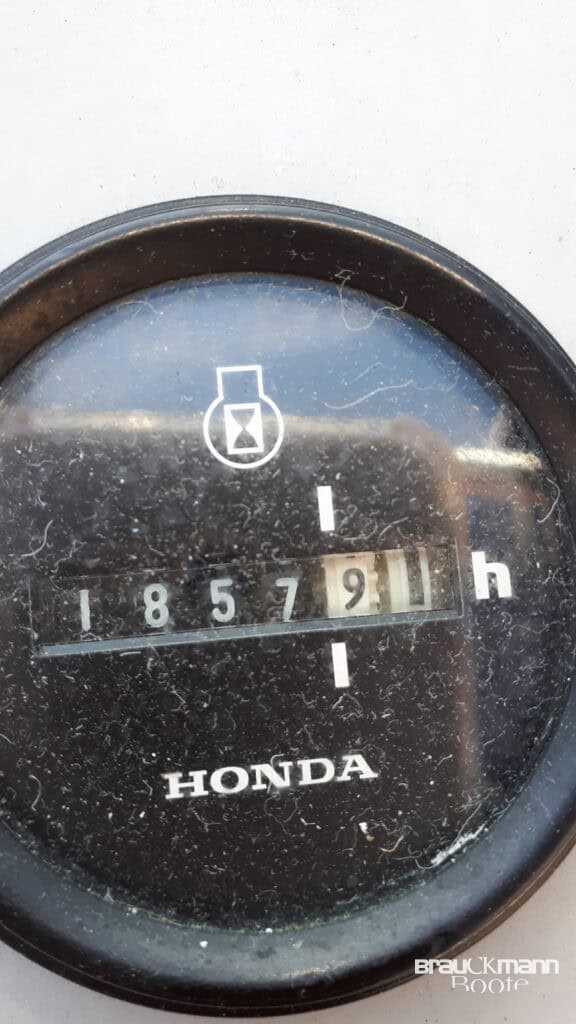 18579 h
HONDA
BrauCkmann
Boote